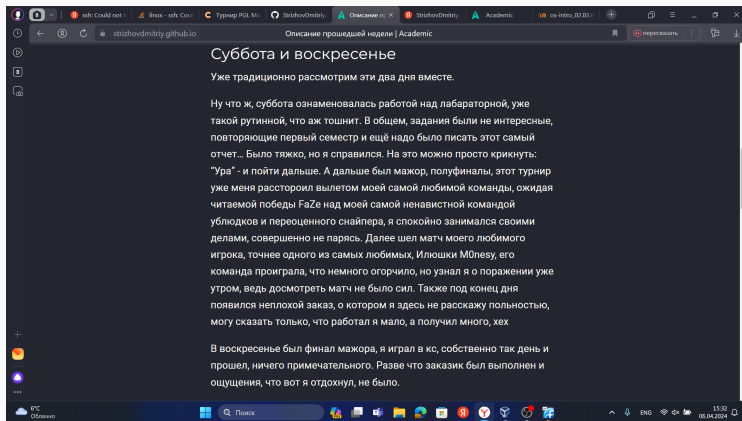 ssh: Could not
linux - ssh: Coul
Турнир PGL Ma
StrizhovDmitriy
Описание пр
StrizhovDmitriy
Academic
os-intro_02.03.0
strizhovdmitriy.github.io
Описание прошедшей недели | Academic
пересказать
Суббота и воскресенье
Уже традиционно рассмотрим эти два дня вместе.
Ну что ж, суббота ознаменовалась работой над лабараторной, уже
такой рутинной, что аж тошнит. В общем, задания были не интересные,
повторяющие первый семестр и ещё надо было писать этот самый
отчет... Было тяжко, но я справился. На это можно просто крикнуть:
“Ура” - и пойти дальше. А дальше был мажор, полуфиналы, этот турнир
уже меня рассторoил вылетом моей самой любимой команды, ожидая
читаемой победы FaZe над моей самой ненавистной командой
ублюдков и переоценного снайпера, я спокойно занимался своими
делами, совершенно не парясь. Далее шел матч моего любимого
игрока, точнее одного из самых любимых, Илюшки M0nesy, его
команда проиграла, что немного огорчило, но узнал я о поражении уже
утром, ведь досмотреть матч не было сил. Также под конец дня
появился неплохой заказ, о котором я здесь не расскажу польностью,
могу сказать только, что работал я мало, а получил много, хех
В воскресенье был финал мажора, я играл в кс, собственно так день и
прошел, ничего примечательного. Разве что заказик был выполнен и
ощущения, что вот я отдохнул, не было.
6°C
Облачно
Поиск
ENG
15:32
06.04.2024